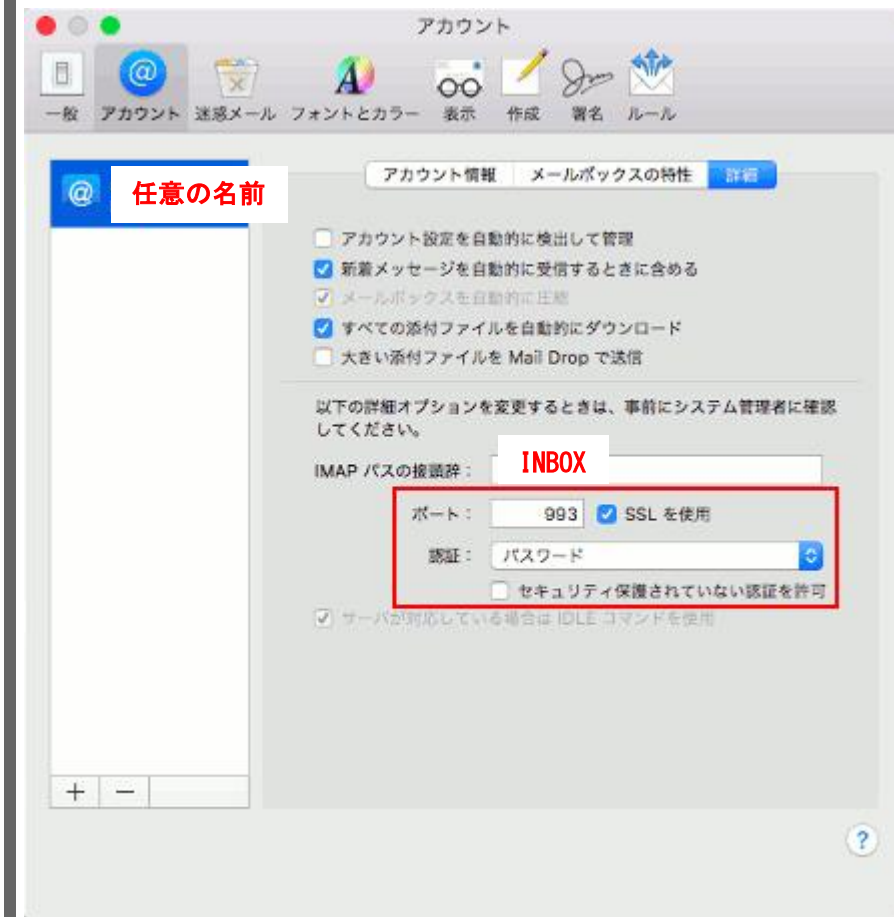 アカウント
一般 アカウント 迷惑メール フォントとカラー 表示 作成 署名 ルール
任意の名前
アカウント情報 メールボックスの特性 詳細
アカウント設定を自動的に検出して管理
新着メッセージを自動的に受信するときに含める
メールボックスを自動的に圧縮
すべての添付ファイルを自動的にダウンロード
大きい添付ファイルを Mail Drop で送信
以下の詳細オプションを変更するときは、事前にシステム管理者に確認
してください。
IMAP パスの接頭辞： INBOX
ポート： 993 SSL を使用
認証： パスワード
セキュリティ保護されていない認証を許可
サーバが対応している場合は IDLE コマンドを使用
+ −
?